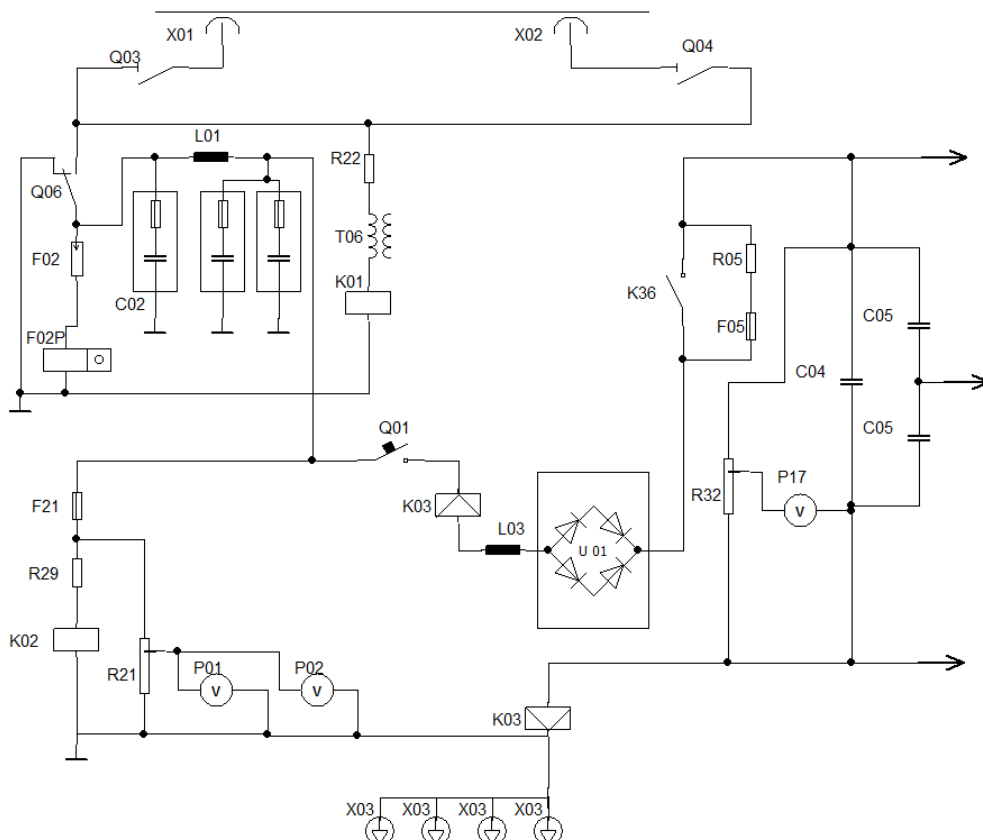 X01
X02
Q03
Q04
L01
R22
Q06
T06
F02
R05
K01
K36
C02
F05
F02P
C05
C04
Q01
C05
P17
F21
K03
R32
V
L03
U 01
R29
K02
P01
P02
R21
V
V
K03
X03
X03
X03
X03